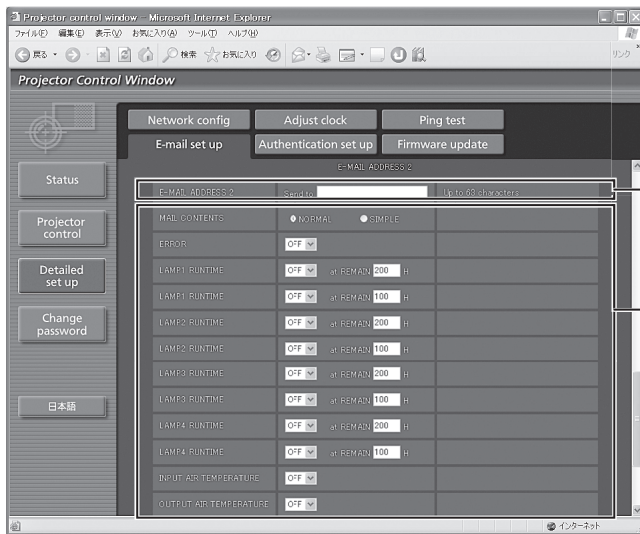 Projector control window - Microsoft Internet Explorer
ファイル(F) 編集(E) 表示(V) お気に入り(A) ツール(T) ヘルプ(H)
戻る 検索 お気に入り リンク
Projector Control Window
Network config Adjust clock Ping test
E-mail set up Authentication set up Firmware update
Status
Projector control
Detailed set up
Change password
日本語
E-MAIL ADDRESS 2
E-MAIL ADDRESS 2 Send to Up to 63 characters
MAIL CONTENTS NORMAL SIMPLE
ERROR OFF
LAMP1 RUNTIME OFF at REMAIN 200 H
LAMP1 RUNTIME OFF at REMAIN 100 H
LAMP2 RUNTIME OFF at REMAIN 200 H
LAMP2 RUNTIME OFF at REMAIN 100 H
LAMP3 RUNTIME OFF at REMAIN 200 H
LAMP3 RUNTIME OFF at REMAIN 100 H
LAMP4 RUNTIME OFF at REMAIN 200 H
LAMP4 RUNTIME OFF at REMAIN 100 H
INPUT AIR TEMPERATURE OFF
OUTPUT AIR TEMPERATURE OFF
インターネット